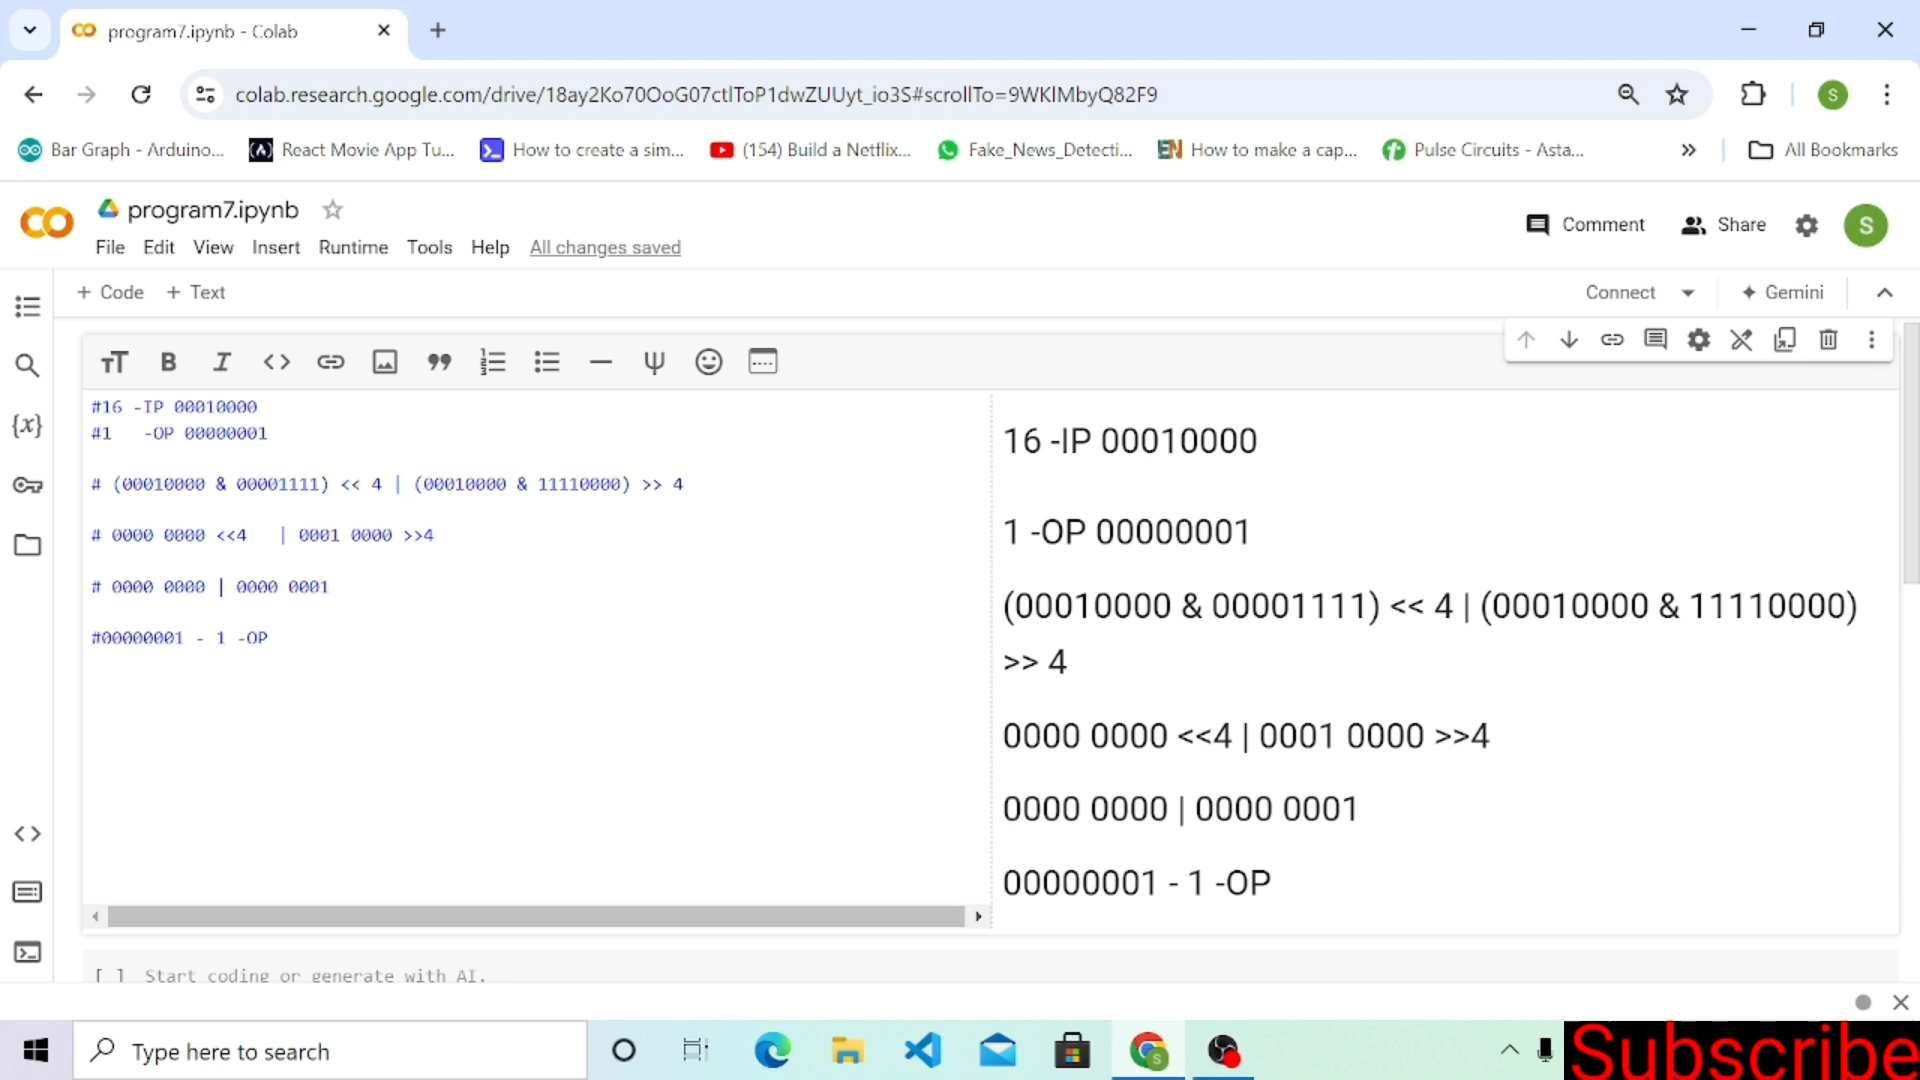 program7.ipynb - Colab
colab.research.google.com/drive/18ay2Ko70OoG07ctlToP1dwZUUyt_io3S#scrollTo=9WKlMbyQ82F9
S
Bar Graph - Arduino...
React Movie App Tu...
How to create a sim...
(154) Build a Netflix...
Fake_News_Detecti...
EN How to make a cap...
Pulse Circuits - Asta...
All Bookmarks
program7.ipynb
File Edit View Insert Runtime Tools Help All changes saved
Comment Share S
+ Code + Text
Connect Gemini
#16 -IP 00010000
#1   -OP 00000001
# (00010000 & 00001111) << 4 | (00010000 & 11110000) >> 4
# 0000 0000 <<4   | 0001 0000 >>4
# 0000 0000 | 0000 0001
#00000001 - 1 -OP
16 -IP 00010000
1 -OP 00000001
(00010000 & 00001111) << 4 | (00010000 & 11110000)
>> 4
0000 0000 <<4 | 0001 0000 >>4
0000 0000 | 0000 0001
00000001 - 1 -OP
[ ] Start coding or generate with AI.
Type here to search
Subscribe